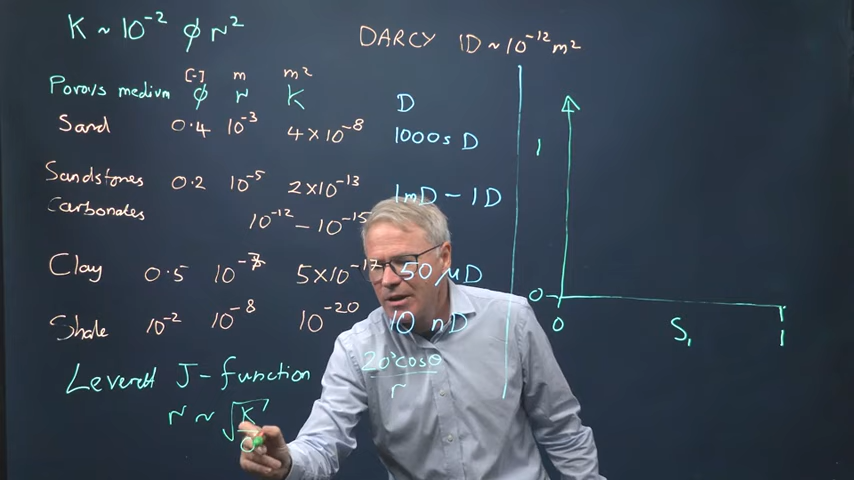 K ~ 10⁻² φ r²
DARCY 1D ~ 10⁻¹² m²
[-] m m²
Porous medium φ r K D
Sand 0.4 10⁻³ 4×10⁻⁸ 1000s D
Sandstones 0.2 10⁻⁵ 2×10⁻¹³ 1mD – 1D
Carbonates 10⁻¹² – 10⁻¹⁵
Clay 0.5 10⁻⁷ 5×10⁻¹⁷ 50 μD
Shale 10⁻² 10⁻⁸ 10⁻²⁰ 10 nD
Leverett J-function 2σcosθ
r
r ~ √K
1
0
0 S₁ 1